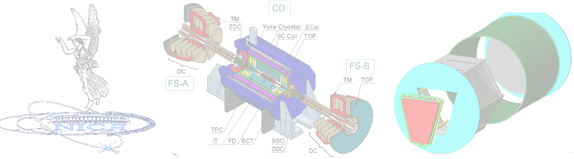 NICA
CD
TM
ZDC
Yoke Cryostat
SC Coil
ECal
TOF
DC
FS-A
FS-B
TM
TOF
TPC
IT
FD
ECT
BBC
ZDC
DC